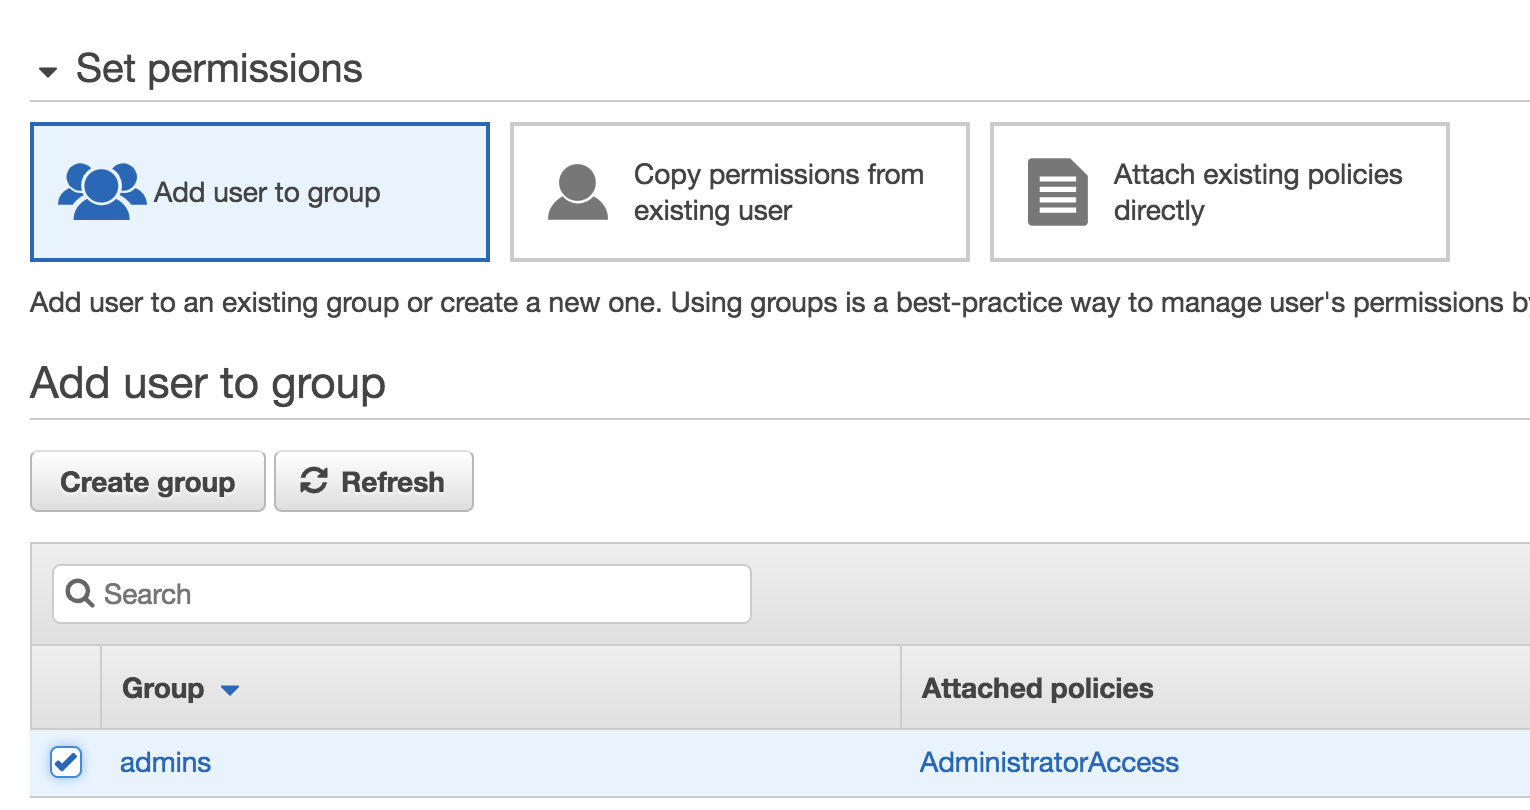 Set permissions
Add user to group
Copy permissions from
existing user
Attach existing policies
directly
Add user to an existing group or create a new one. Using groups is a best-practice way to manage user's permissions by
Add user to group
Create group
Refresh
Search
Group
Attached policies
admins
AdministratorAccess